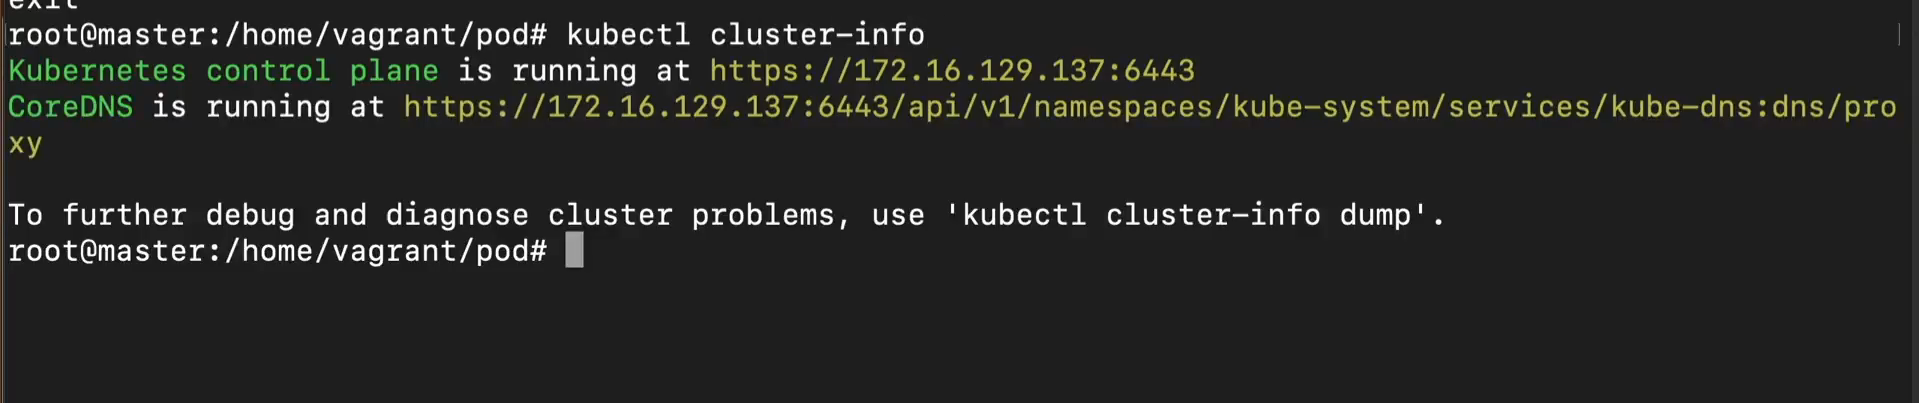 exit
root@master:/home/vagrant/pod# kubectl cluster-info
Kubernetes control plane is running at https://172.16.129.137:6443
CoreDNS is running at https://172.16.129.137:6443/api/v1/namespaces/kube-system/services/kube-dns:dns/pro
xy
To further debug and diagnose cluster problems, use 'kubectl cluster-info dump'.
root@master:/home/vagrant/pod#